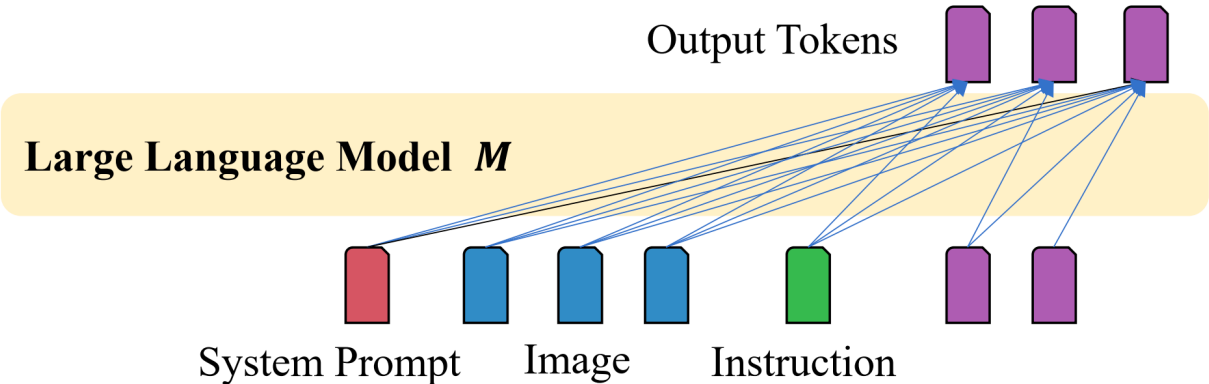 Output Tokens
Large Language Model M
System Prompt
Image
Instruction